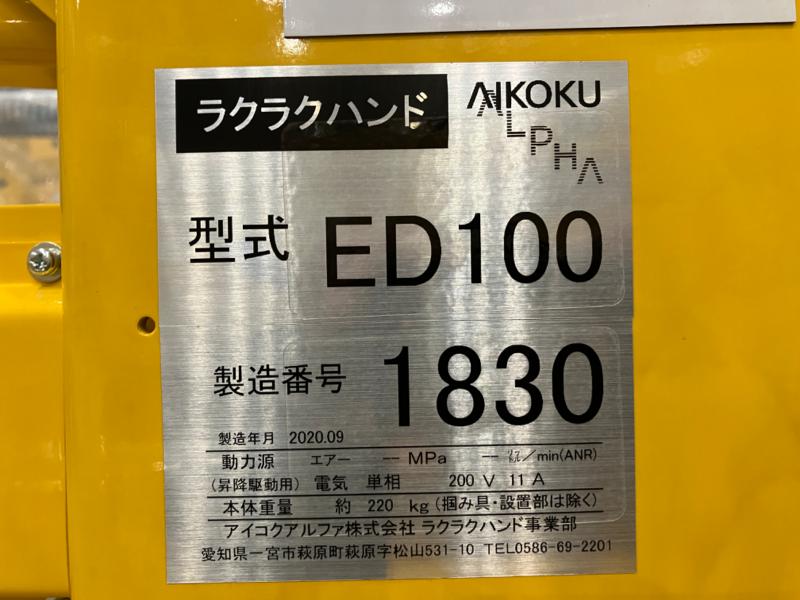 ラクラクハンド
AIKOKU
ALPHA
型式 ED100
製造番号 1830
製造年月 2020.09
動力源 エアー -- MPa -- ㎘/min(ANR)
(昇降駆動用) 電気 単相 200 V 11 A
本体重量 約 220 kg (掴み具・設置部は除く)
アイコクアルファ株式会社 ラクラクハンド事業部
愛知県一宮市萩原町萩原字松山531-10 TEL0586-69-2201